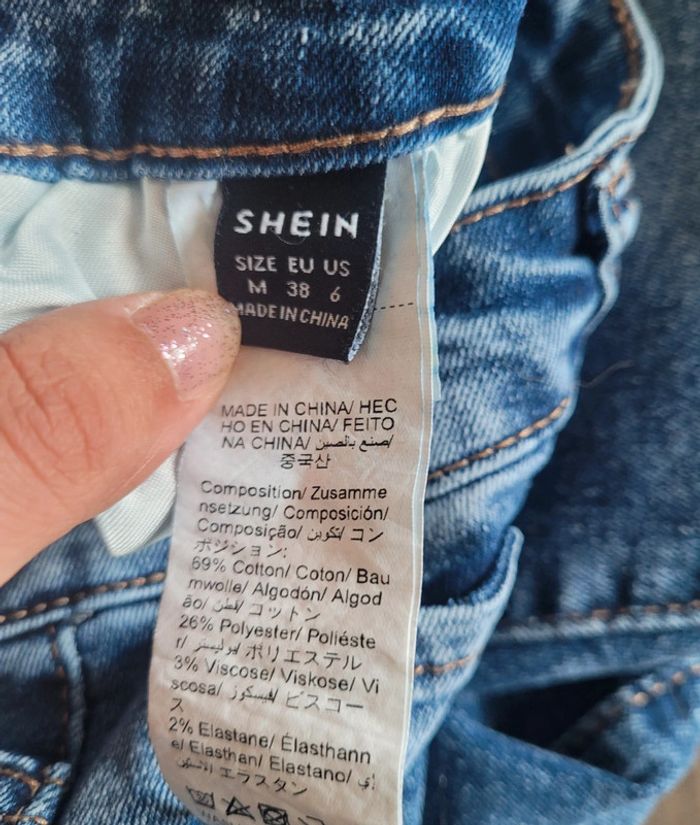 SHEIN
SIZE EU US
M 38 6
MADE IN CHINA
MADE IN CHINA/ HEC
HO EN CHINA/ FEITO
NA CHINA/ صنع بالصين/
중국산
Composition/ Zusamme
nsetzung/ Composición/
Composição/ تكوين/ コン
ポジション:
69% Cotton/ Coton/ Bau
mwolle/ Algodón/ Algod
ão/ قطن/ コットン
26% Polyester/ Poliéste
r/ بوليستر/ ポリエステル
3% Viscose/ Viskose/ Vi
scosa/ فيسكوز/ ビスコー
ス
2% Elastane/ Élasthann
e/ Elasthan/ Elastano/ إي
لاستين/ エラスタン